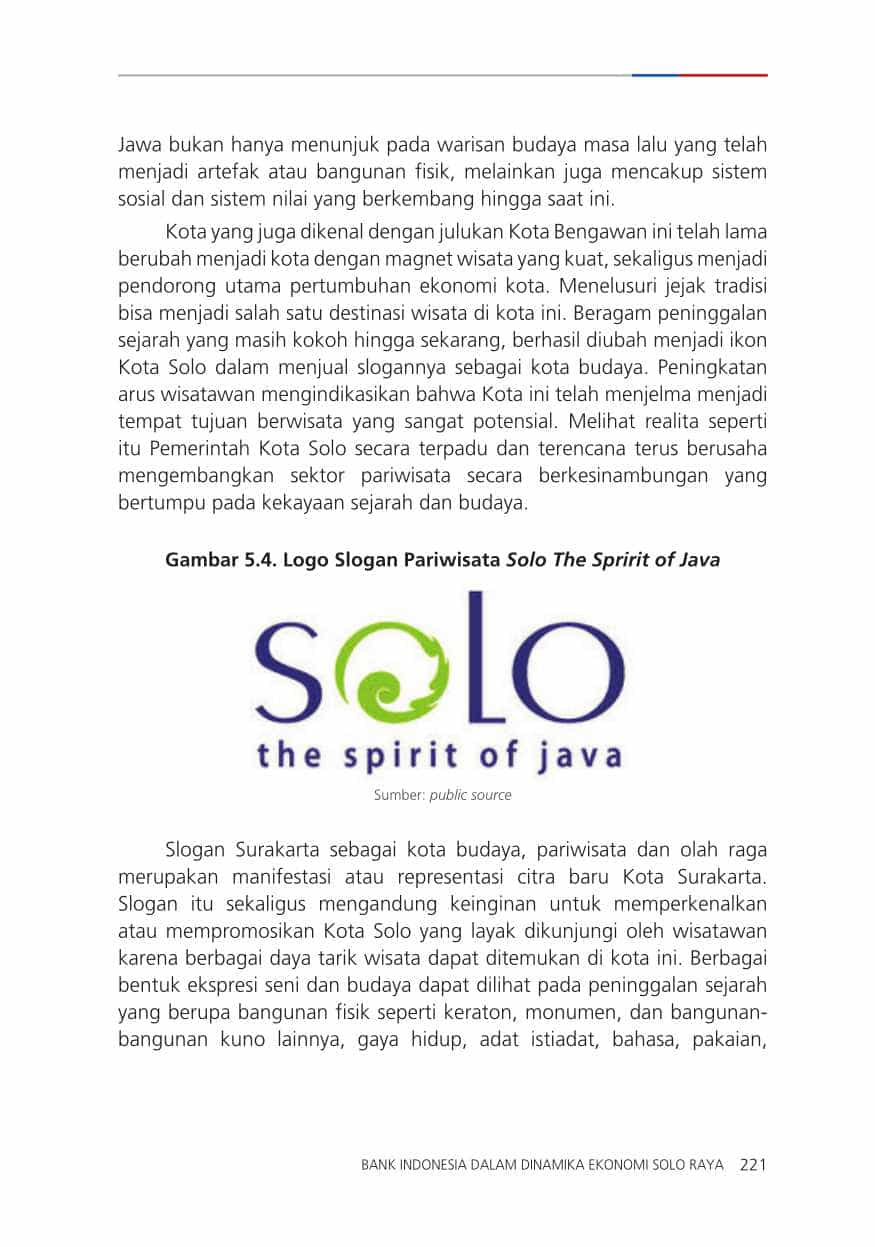 Jawa bukan hanya menunjuk pada warisan budaya masa lalu yang telah
menjadi artefak atau bangunan fisik, melainkan juga mencakup sistem
sosial dan sistem nilai yang berkembang hingga saat ini.
Kota yang juga dikenal dengan julukan Kota Bengawan ini telah lama
berubah menjadi kota dengan magnet wisata yang kuat, sekaligus menjadi
pendorong utama pertumbuhan ekonomi kota. Menelusuri jejak tradisi
bisa menjadi salah satu destinasi wisata di kota ini. Beragam peninggalan
sejarah yang masih kokoh hingga sekarang, berhasil diubah menjadi ikon
Kota Solo dalam menjual slogannya sebagai kota budaya. Peningkatan
arus wisatawan mengindikasikan bahwa Kota ini telah menjelma menjadi
tempat tujuan berwisata yang sangat potensial. Melihat realita seperti
itu Pemerintah Kota Solo secara terpadu dan terencana terus berusaha
mengembangkan sektor pariwisata secara berkesinambungan yang
bertumpu pada kekayaan sejarah dan budaya.
Gambar 5.4. Logo Slogan Pariwisata Solo The Spririt of Java
solo
the spirit of java
Sumber: public source
Slogan Surakarta sebagai kota budaya, pariwisata dan olah raga
merupakan manifestasi atau representasi citra baru Kota Surakarta.
Slogan itu sekaligus mengandung keinginan untuk memperkenalkan
atau mempromosikan Kota Solo yang layak dikunjungi oleh wisatawan
karena berbagai daya tarik wisata dapat ditemukan di kota ini. Berbagai
bentuk ekspresi seni dan budaya dapat dilihat pada peninggalan sejarah
yang berupa bangunan fisik seperti keraton, monumen, dan bangunan-
bangunan kuno lainnya, gaya hidup, adat istiadat, bahasa, pakaian,
BANK INDONESIA DALAM DINAMIKA EKONOMI SOLO RAYA 221